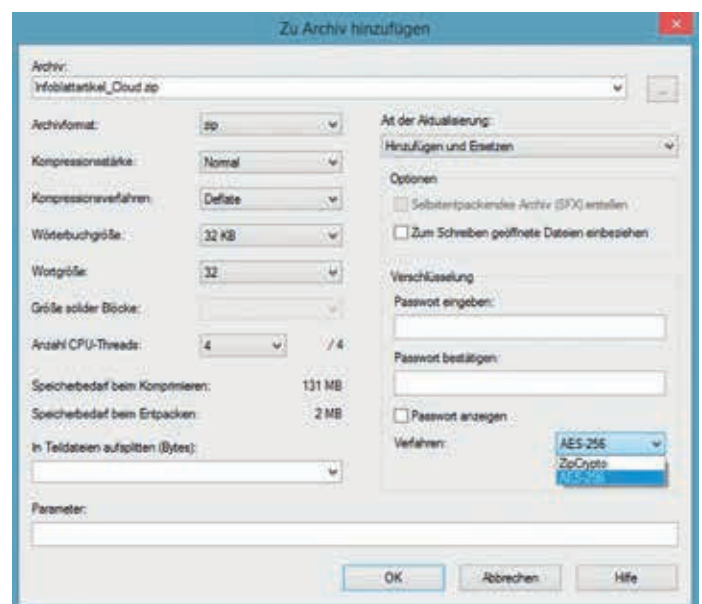 Zu Archiv hinzufügen
Archiv:
Infoblattartikel_Cloud.zip
...
Archivformat:
zip
Kompressionsstärke:
Normal
Kompressionsverfahren:
Deflate
Wörterbuchgröße:
32 KB
Wortgröße:
32
Größe solider Blöcke:
Anzahl CPU-Threads:
4
/ 4
Speicherbedarf beim Komprimieren:
131 MB
Speicherbedarf beim Entpacken:
2 MB
In Teildateien aufsplitten (Bytes):
Art der Aktualisierung:
Hinzufügen und Ersetzen
Optionen
Selbstentpackendes Archiv (SFX) erstellen
Zum Schreiben geöffnete Dateien einbeziehen
Verschlüsselung
Passwort eingeben:
Passwort bestätigen:
Passwort anzeigen
Verfahren:
AES-256
ZipCrypto
AES-256
Parameter:
OK
Abbrechen
Hilfe